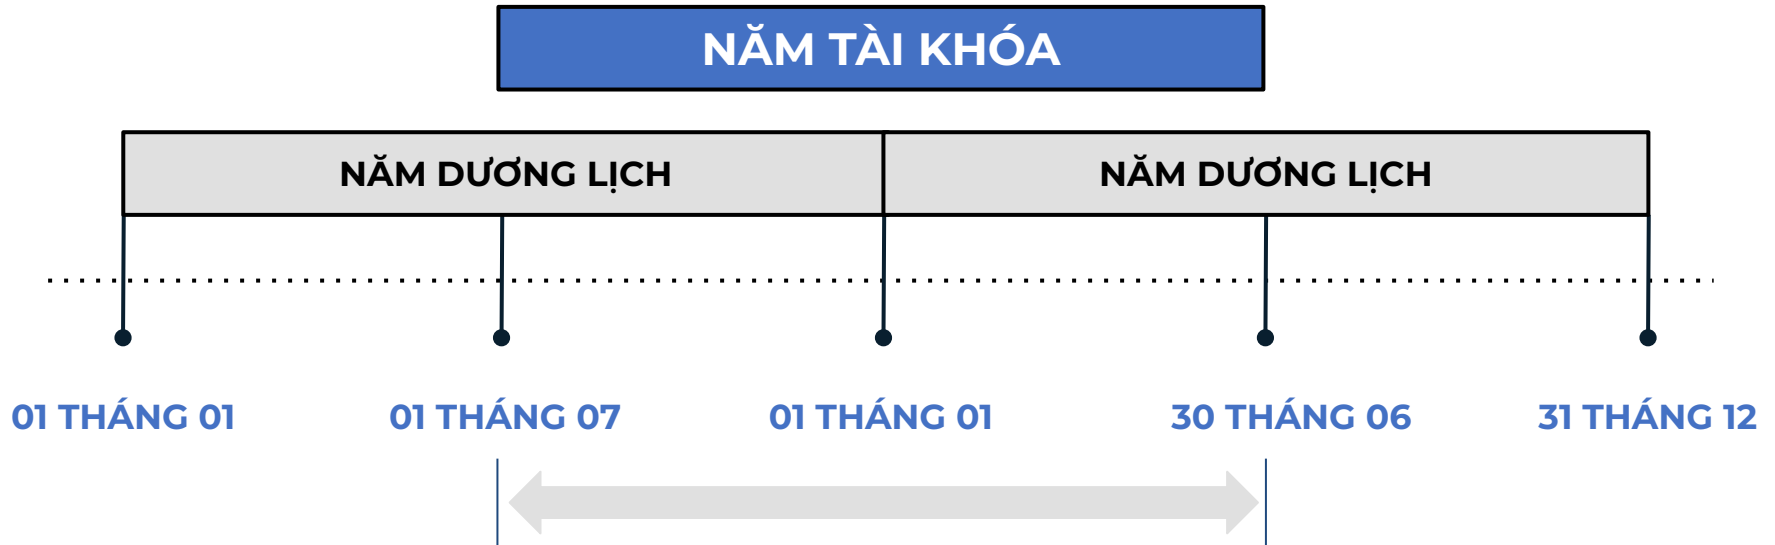 NĂM TÀI KHÓA
NĂM DƯƠNG LỊCH
NĂM DƯƠNG LỊCH
01 THÁNG 01
01 THÁNG 07
01 THÁNG 01
30 THÁNG 06
31 THÁNG 12